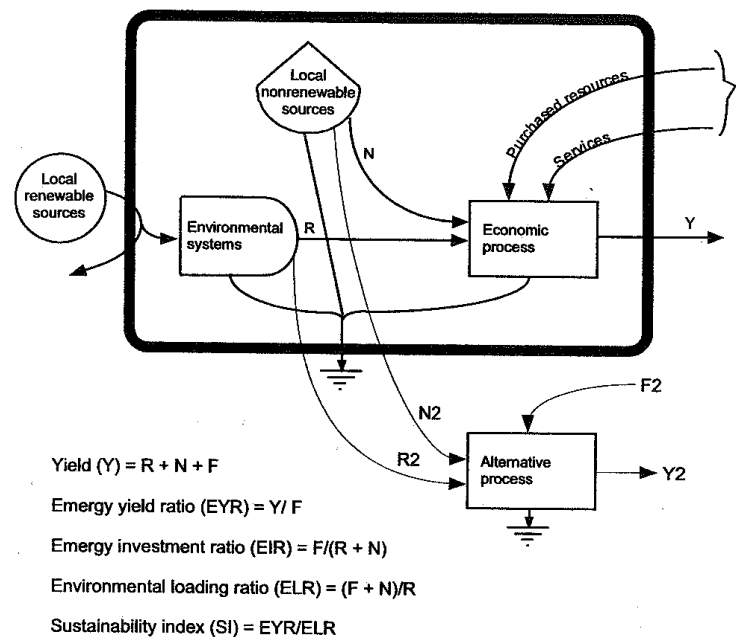 Local
nonrenewable
sources
Purchased resources
Services
N
Local
renewable
sources
Environmental
systems
R
Economic
process
Y
F2
N2
R2
Alternative
process
Y2
Yield (Y) = R + N + F
Emergy yield ratio (EYR) = Y/ F
Emergy investment ratio (EIR) = F/(R + N)
Environmental loading ratio (ELR) = (F + N)/R
Sustainability index (SI) = EYR/ELR